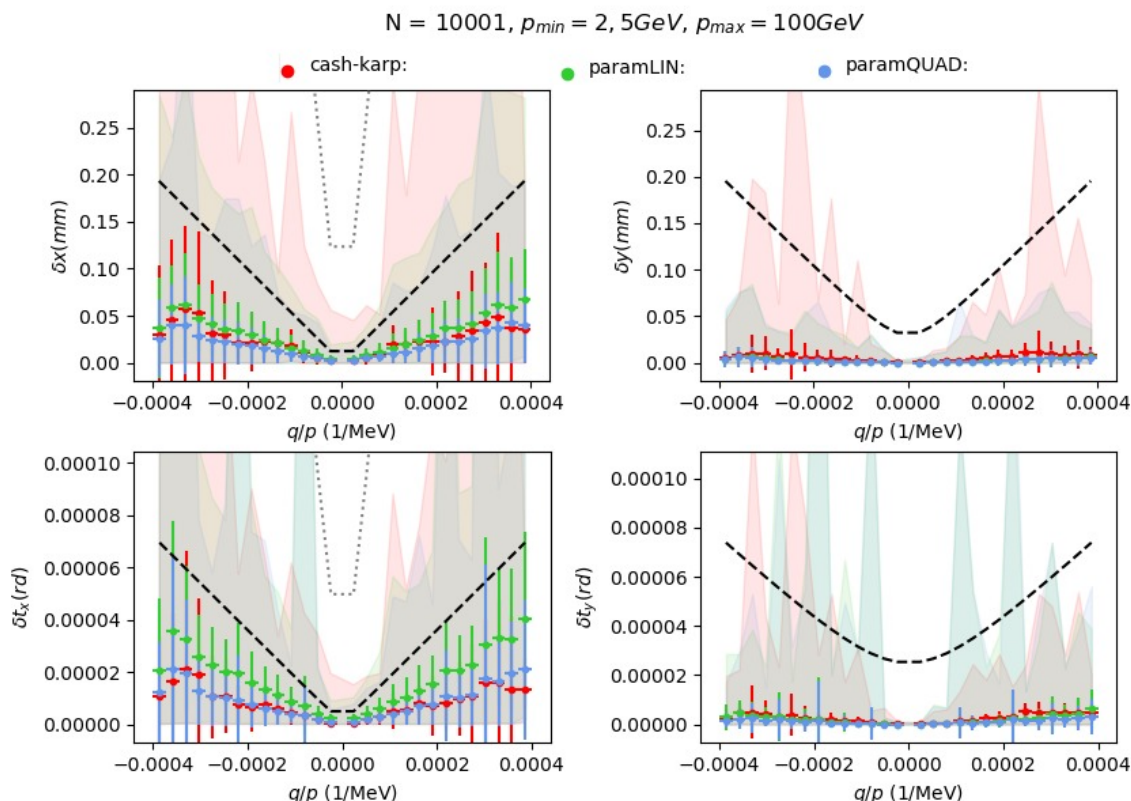 N = 10001, p_min = 2, 5GeV, p_max = 100GeV
cash-karp: paramLIN: paramQUAD:
δx(mm)
0.25
0.20
0.15
0.10
0.05
0.00
−0.0004 −0.0002 0.0000 0.0002 0.0004
q/p (1/MeV)
δy(mm)
0.25
0.20
0.15
0.10
0.05
0.00
−0.0004 −0.0002 0.0000 0.0002 0.0004
q/p (1/MeV)
δt_x(rd)
0.00010
0.00008
0.00006
0.00004
0.00002
0.00000
−0.0004 −0.0002 0.0000 0.0002 0.0004
q/p (1/MeV)
δt_y(rd)
0.00010
0.00008
0.00006
0.00004
0.00002
0.00000
−0.0004 −0.0002 0.0000 0.0002 0.0004
q/p (1/MeV)